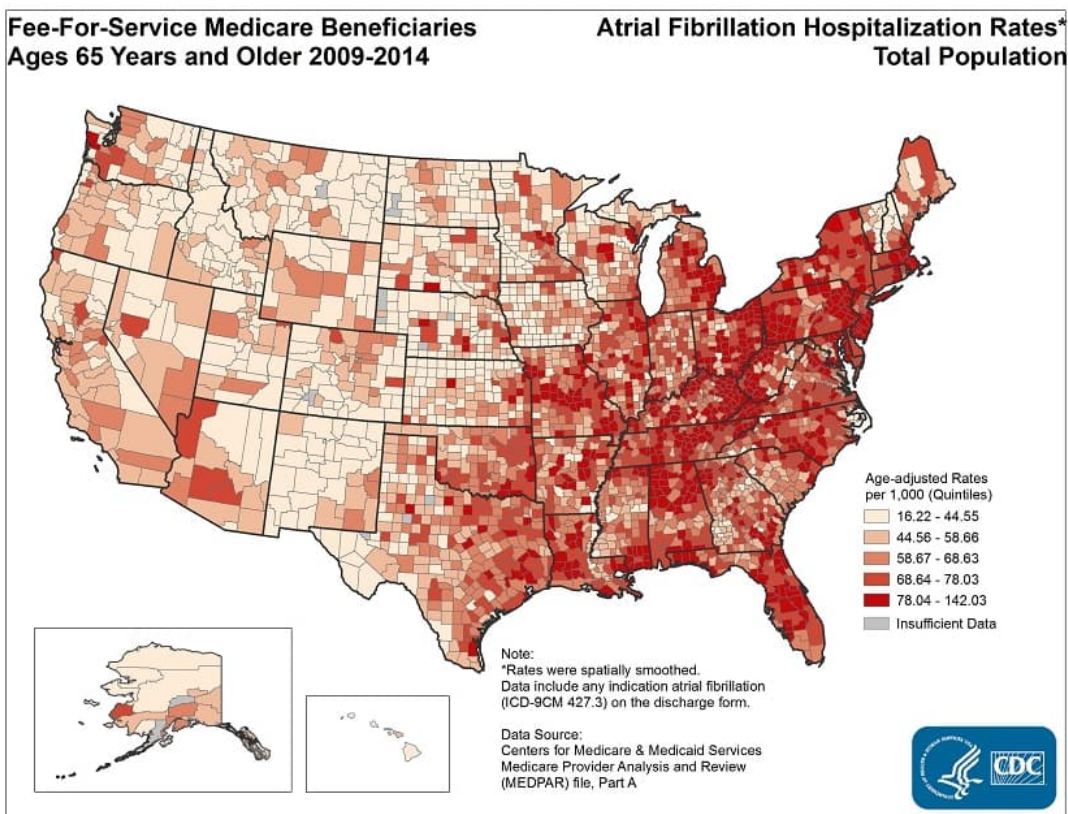 Fee-For-Service Medicare Beneficiaries
Ages 65 Years and Older 2009-2014
Atrial Fibrillation Hospitalization Rates*
Total Population
Age-adjusted Rates
per 1,000 (Quintiles)
16.22 - 44.55
44.56 - 58.66
58.67 - 68.63
68.64 - 78.03
78.04 - 142.03
Insufficient Data
Note:
*Rates were spatially smoothed.
Data include any indication atrial fibrillation
(ICD-9CM 427.3) on the discharge form.
Data Source:
Centers for Medicare & Medicaid Services
Medicare Provider Analysis and Review
(MEDPAR) file, Part A
CDC